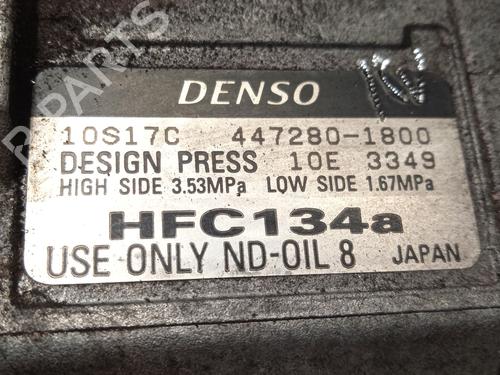 DENSO
10S17C 447280-1800
DESIGN PRESS 10E 3349
HIGH SIDE 3.53MPa LOW SIDE 1.67MPa
HFC134a
USE ONLY ND-OIL 8 JAPAN
PARTS